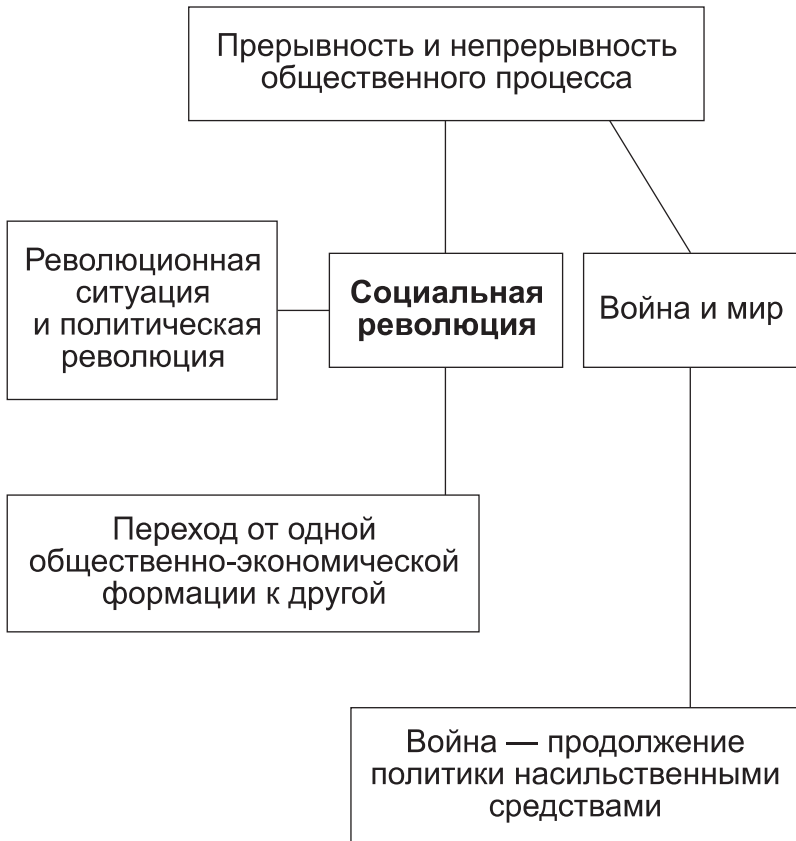 Прерывность и непрерывность
общественного процесса
Революционная
ситуация
и политическая
революция
Социальная
революция
Война и мир
Переход от одной
общественно-экономической
формации к другой
Война — продолжение
политики насильственными
средствами